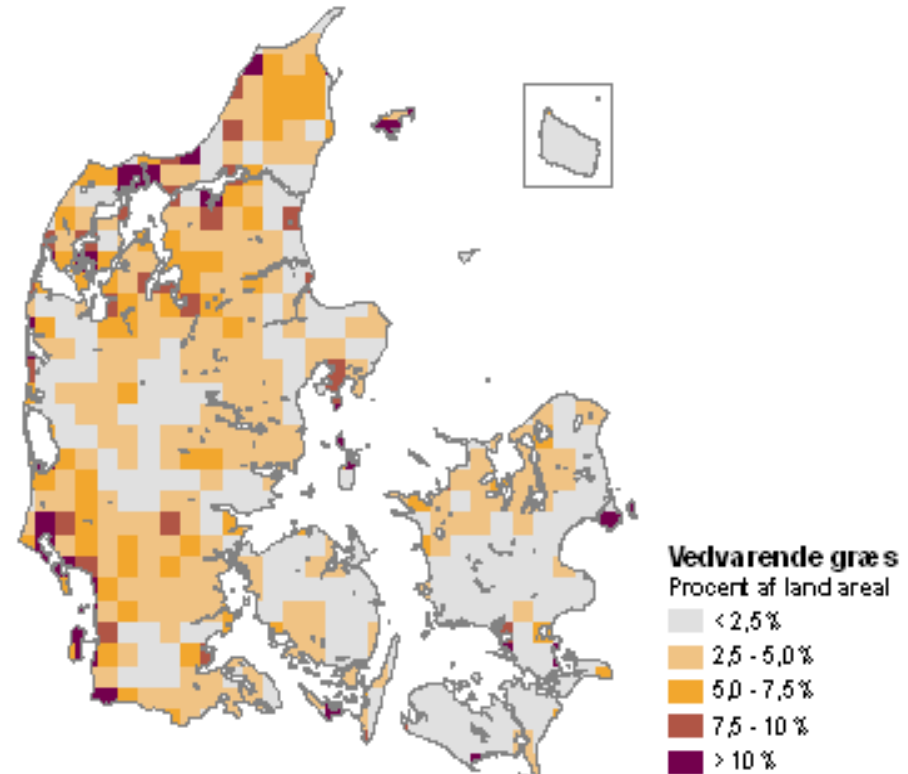 Vedvarende græs
Procent af land areal
< 2,5 %
2,5 - 5,0 %
5,0 - 7,5 %
7,5 - 10 %
> 10 %